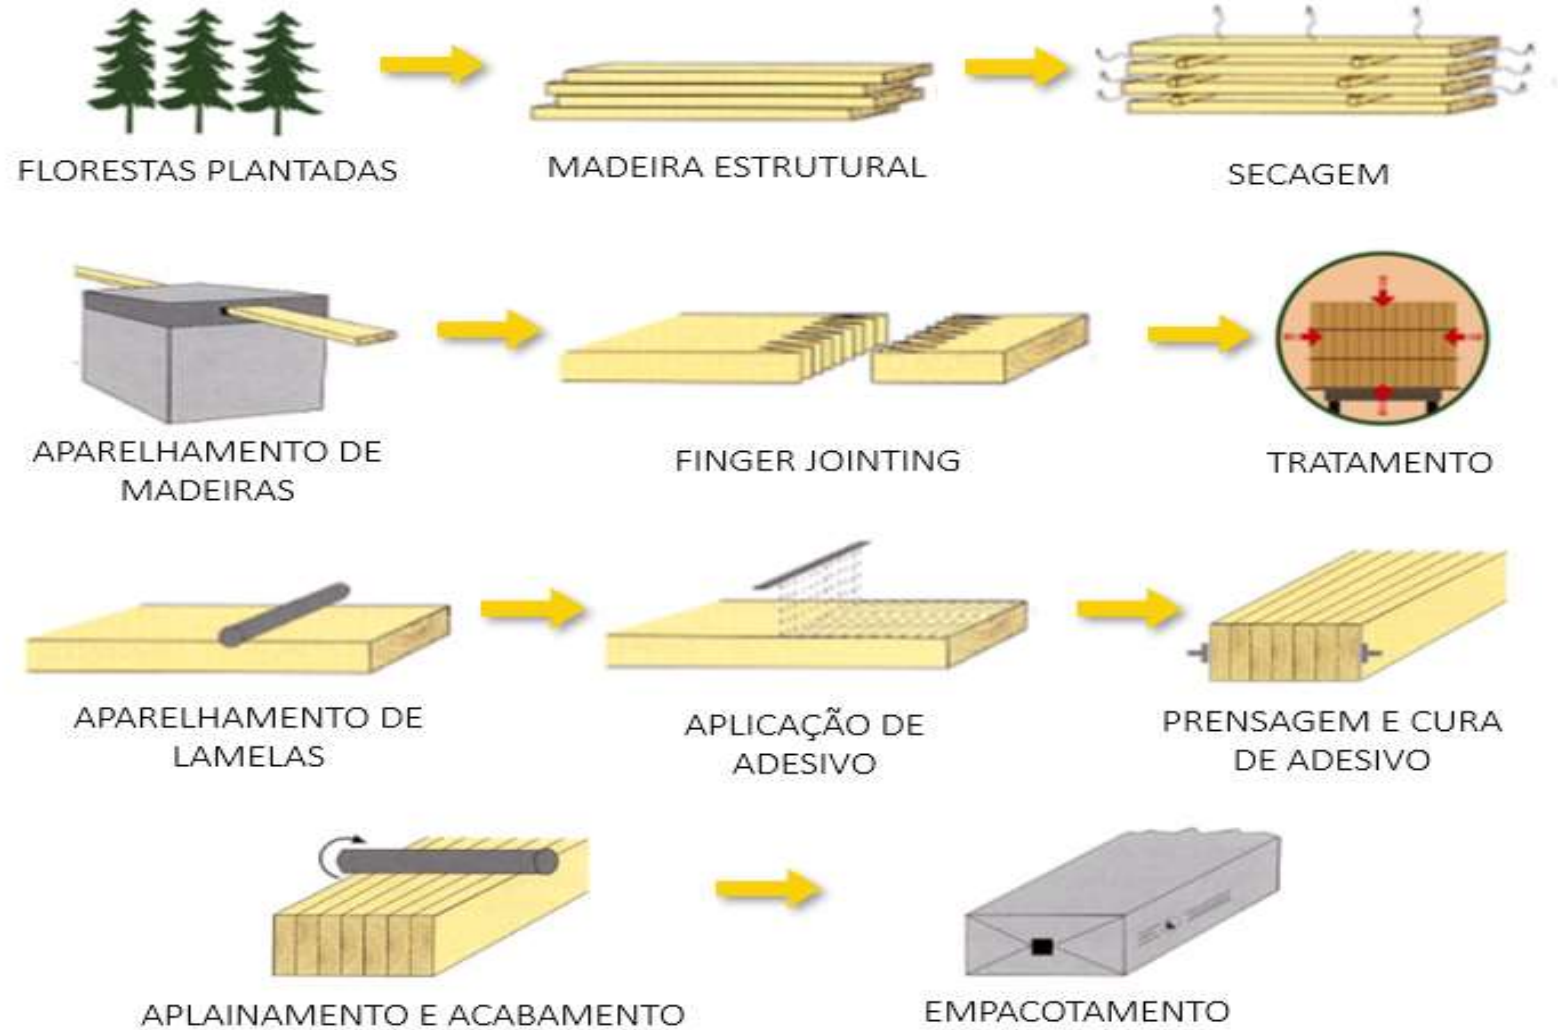 FLORESTAS PLANTADAS
MADEIRA ESTRUTURAL
SECAGEM
APARELHAMENTO DE
MADEIRAS
FINGER JOINTING
TRATAMENTO
APARELHAMENTO DE
LAMELAS
APLICAÇÃO DE
ADESIVO
PRENSAGEM E CURA
DE ADESIVO
APLAINAMENTO E ACABAMENTO
EMPACOTAMENTO